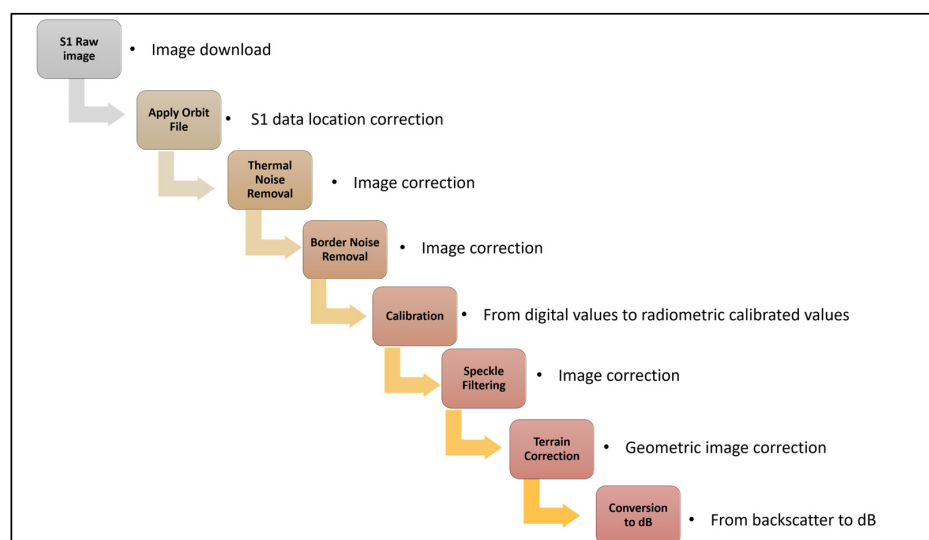 S1 Raw
image
• Image download
Apply Orbit
File
• S1 data location correction
Thermal
Noise
Removal
• Image correction
Border Noise
Removal
• Image correction
Calibration
• From digital values to radiometric calibrated values
Speckle
Filtering
• Image correction
Terrain
Correction
• Geometric image correction
Conversion
to dB
• From backscatter to dB